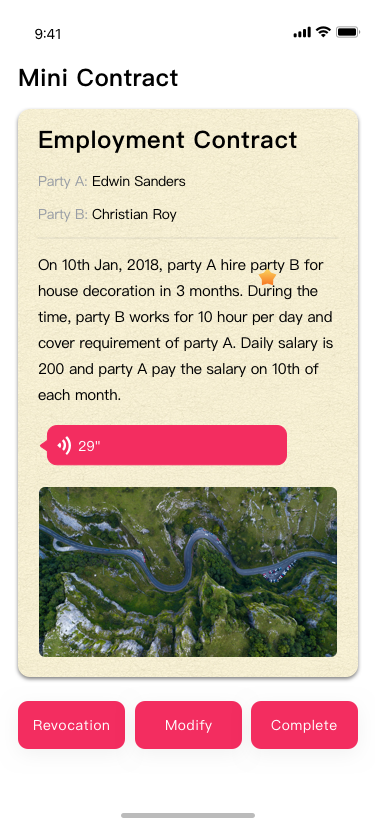 9:41
Mini Contract
Employment Contract
Party A: Edwin Sanders
Party B: Christian Roy
On 10th Jan, 2018, party A hire party B for
house decoration in 3 months. During the
time, party B works for 10 hour per day and
cover requirement of party A. Daily salary is
200 and party A pay the salary on 10th of
each month.
29"
Revocation Modify Complete